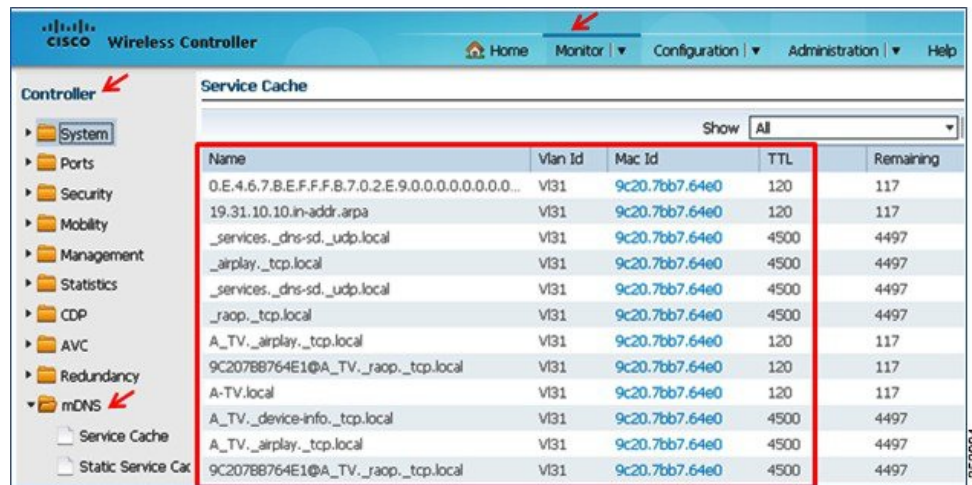 CISCO Wireless Controller
Home Monitor Configuration Administration Help
Controller
System
Ports
Security
Mobility
Management
Statistics
CDP
AVC
Redundancy
mDNS
Service Cache
Static Service Cac
Service Cache
Show All
Name Vlan Id Mac Id TTL Remaining
0.E.4.6.7.B.E.F.F.F.B.7.0.2.E.9.0.0.0.0.0.0.0.0... Vl31 9c20.7bb7.64e0 120 117
19.31.10.10.in-addr.arpa Vl31 9c20.7bb7.64e0 120 117
_services._dns-sd._udp.local Vl31 9c20.7bb7.64e0 4500 4497
_airplay._tcp.local Vl31 9c20.7bb7.64e0 4500 4497
_services._dns-sd._udp.local Vl31 9c20.7bb7.64e0 4500 4497
_raop._tcp.local Vl31 9c20.7bb7.64e0 4500 4497
A_TV._airplay._tcp.local Vl31 9c20.7bb7.64e0 120 117
9C207BB764E1@A_TV._raop._tcp.local Vl31 9c20.7bb7.64e0 120 117
A-TV.local Vl31 9c20.7bb7.64e0 120 117
A_TV._device-info._tcp.local Vl31 9c20.7bb7.64e0 4500 4497
A_TV._airplay._tcp.local Vl31 9c20.7bb7.64e0 4500 4497
9C207BB764E1@A_TV._raop._tcp.local Vl31 9c20.7bb7.64e0 4500 4497